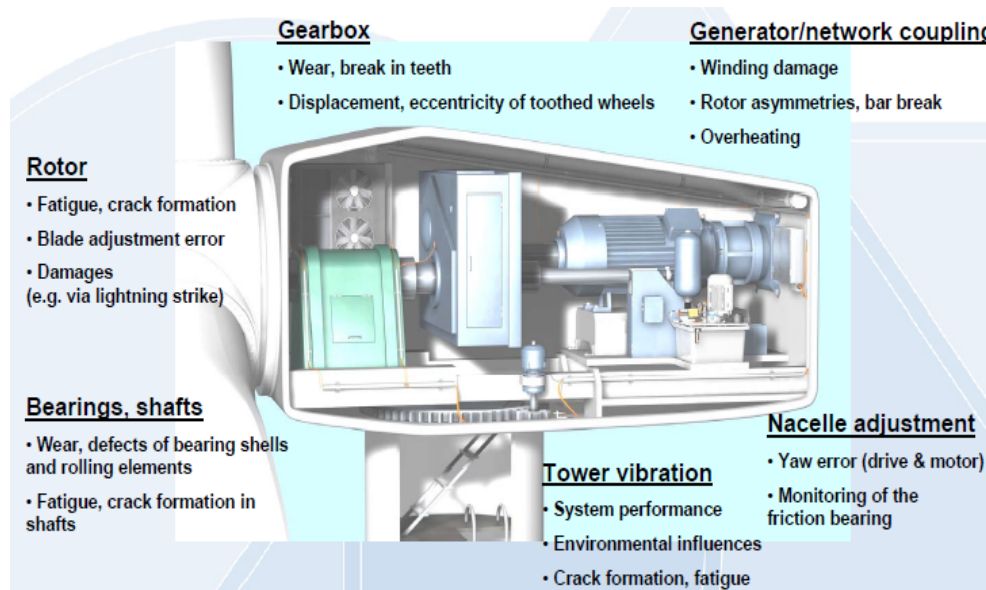 Gearbox
• Wear, break in teeth
• Displacement, eccentricity of toothed wheels
Generator/network coupling
• Winding damage
• Rotor asymmetries, bar break
• Overheating
Rotor
• Fatigue, crack formation
• Blade adjustment error
• Damages
(e.g. via lightning strike)
Bearings, shafts
• Wear, defects of bearing shells
and rolling elements
• Fatigue, crack formation in
shafts
Tower vibration
• System performance
• Environmental influences
• Crack formation, fatigue
Nacelle adjustment
• Yaw error (drive & motor)
• Monitoring of the
friction bearing